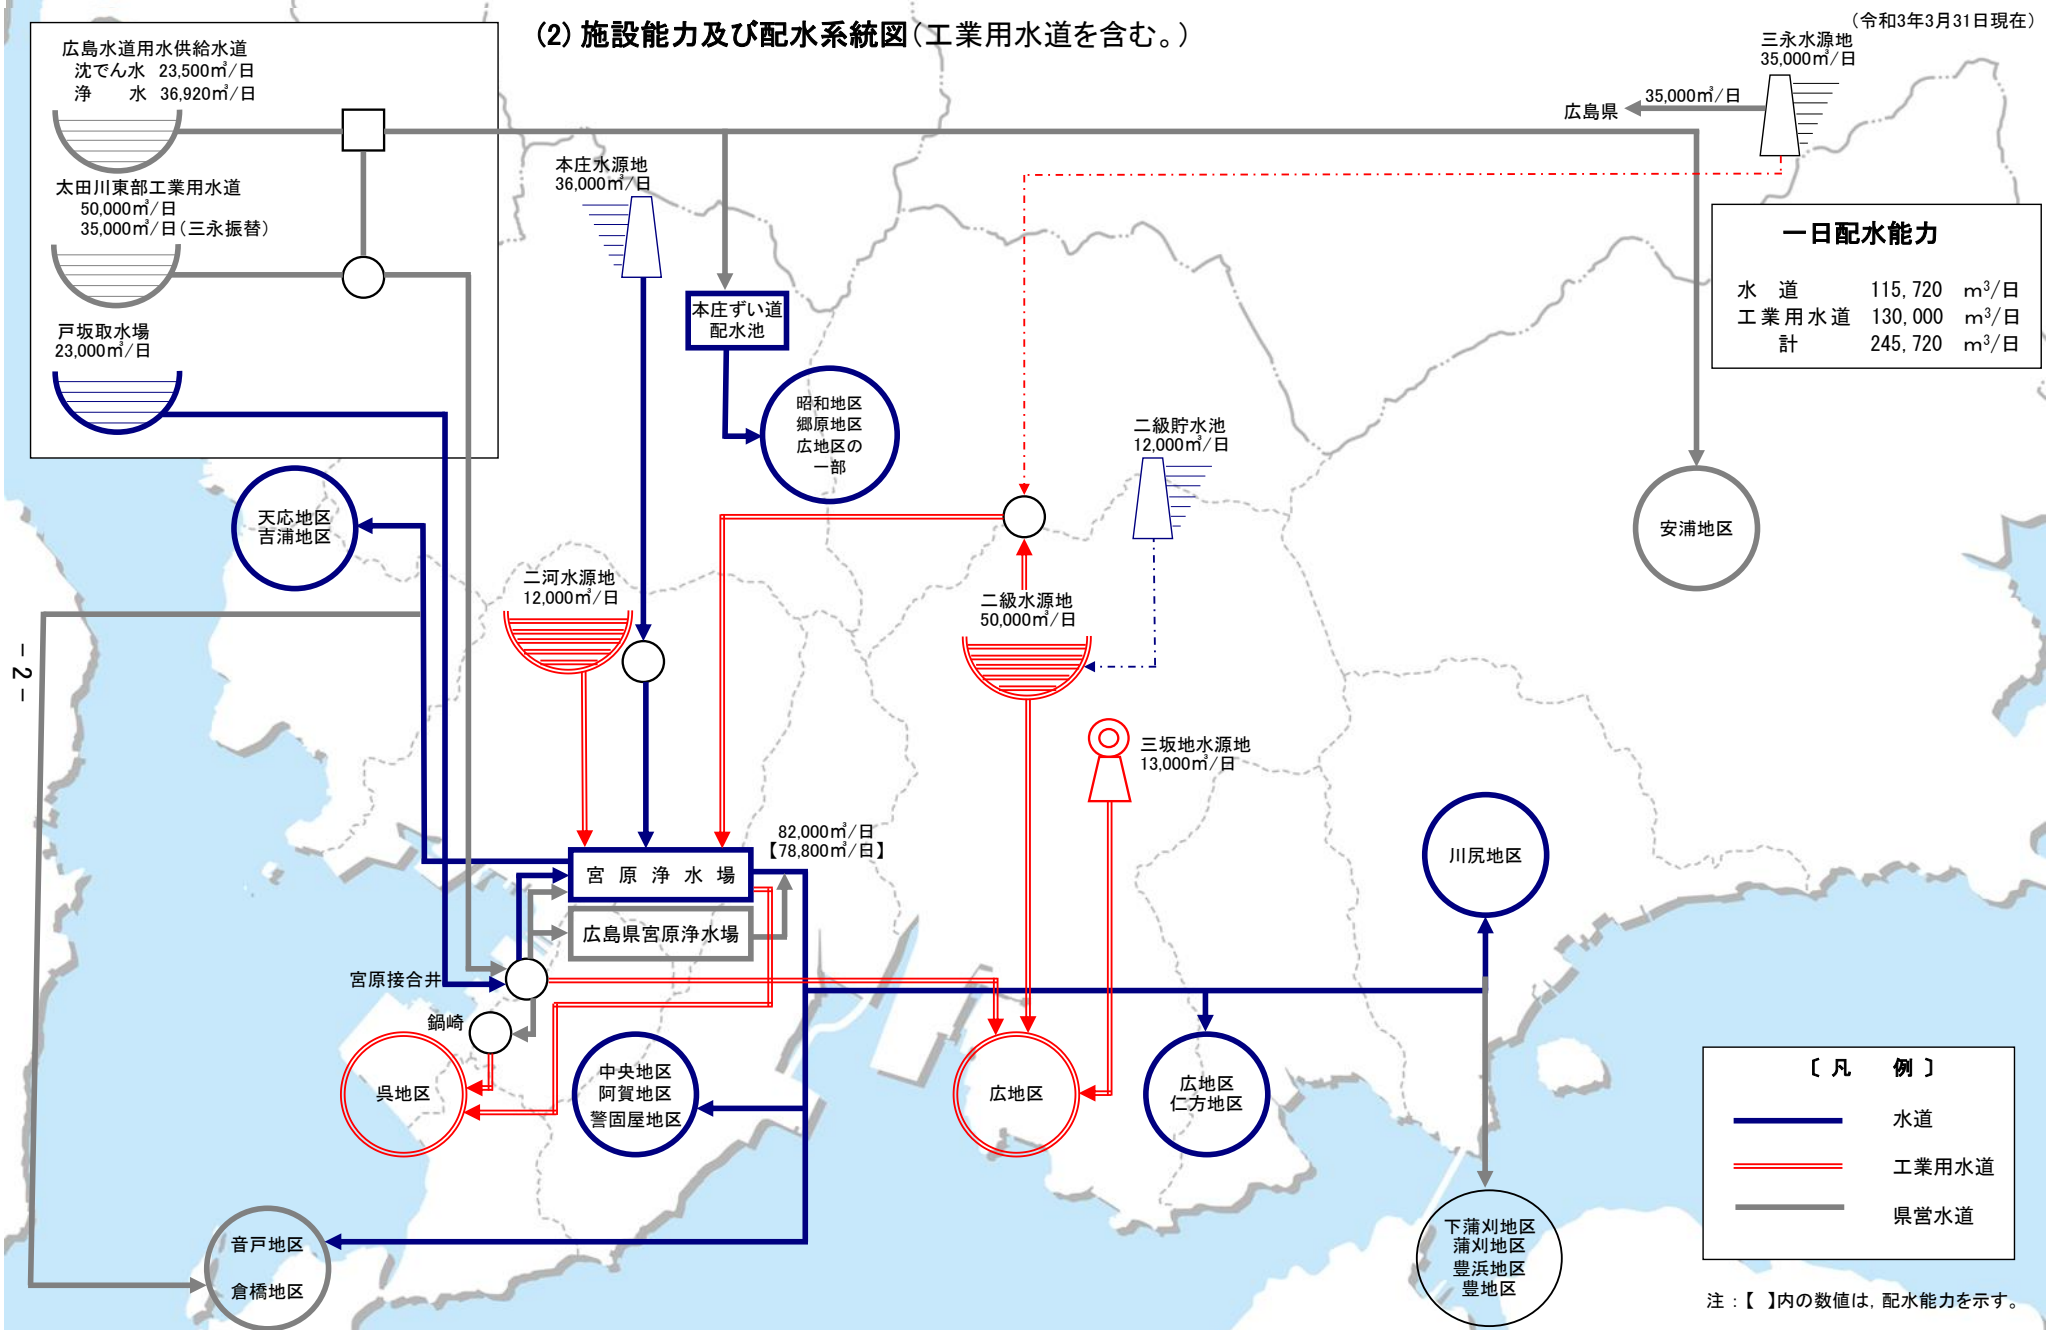 (2) 施設能力及び配水系統図(工業用水道を含む。)
(令和3年3月31日現在)
広島水道用水供給水道
沈でん水 23,500㎥/日
浄 水 36,920㎥/日
太田川東部工業用水道
50,000㎥/日
35,000㎥/日(三永振替)
戸坂取水場
23,000㎥/日
本庄水源地
36,000㎥/日
三永水源地
35,000㎥/日
35,000㎥/日
広島県
一日配水能力
水 道 115,720 m³/日
工業用水道 130,000 m³/日
計 245,720 m³/日
本庄ずい道
配水池
昭和地区
郷原地区
広地区の
一部
二級貯水池
12,000㎥/日
安浦地区
天応地区
吉浦地区
二河水源地
12,000㎥/日
二級水源地
50,000㎥/日
- 2 -
三坂地水源地
13,000㎥/日
82,000㎥/日
【78,800㎥/日】
宮 原 浄 水 場
広島県宮原浄水場
川尻地区
宮原接合井
鍋崎
呉地区
中央地区
阿賀地区
警固屋地区
広地区
広地区
仁方地区
音戸地区
倉橋地区
下蒲刈地区
蒲刈地区
豊浜地区
豊地区
〔 凡 例 〕
水道
工業用水道
県営水道
注 :【 】内の数値は, 配水能力を示す。